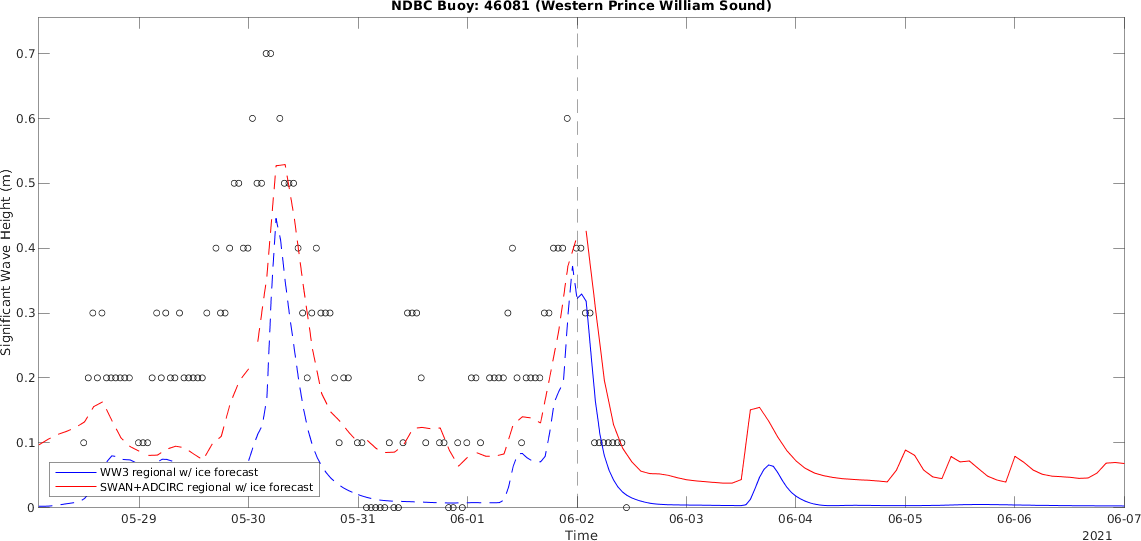 NDBC Buoy: 46081 (Western Prince William Sound)
Significant Wave Height (m)
0.7
0.6
0.5
0.4
0.3
0.2
0.1
0
WW3 regional w/ ice forecast
SWAN+ADCIRC regional w/ ice forecast
05-29 05-30 05-31 06-01 06-02 06-03 06-04 06-05 06-06 06-07
Time
2021